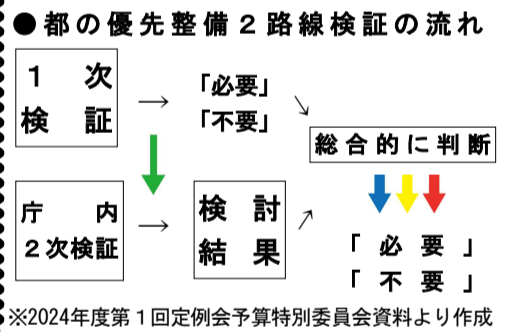 ●都の優先整備2路線検証の流れ
1次
検証
「必要」
「不要」
総合的に判断
庁内
2次検証
検討
結果
「必要」
「不要」
※2024年度第1回定例会予算特別委員会資料より作成